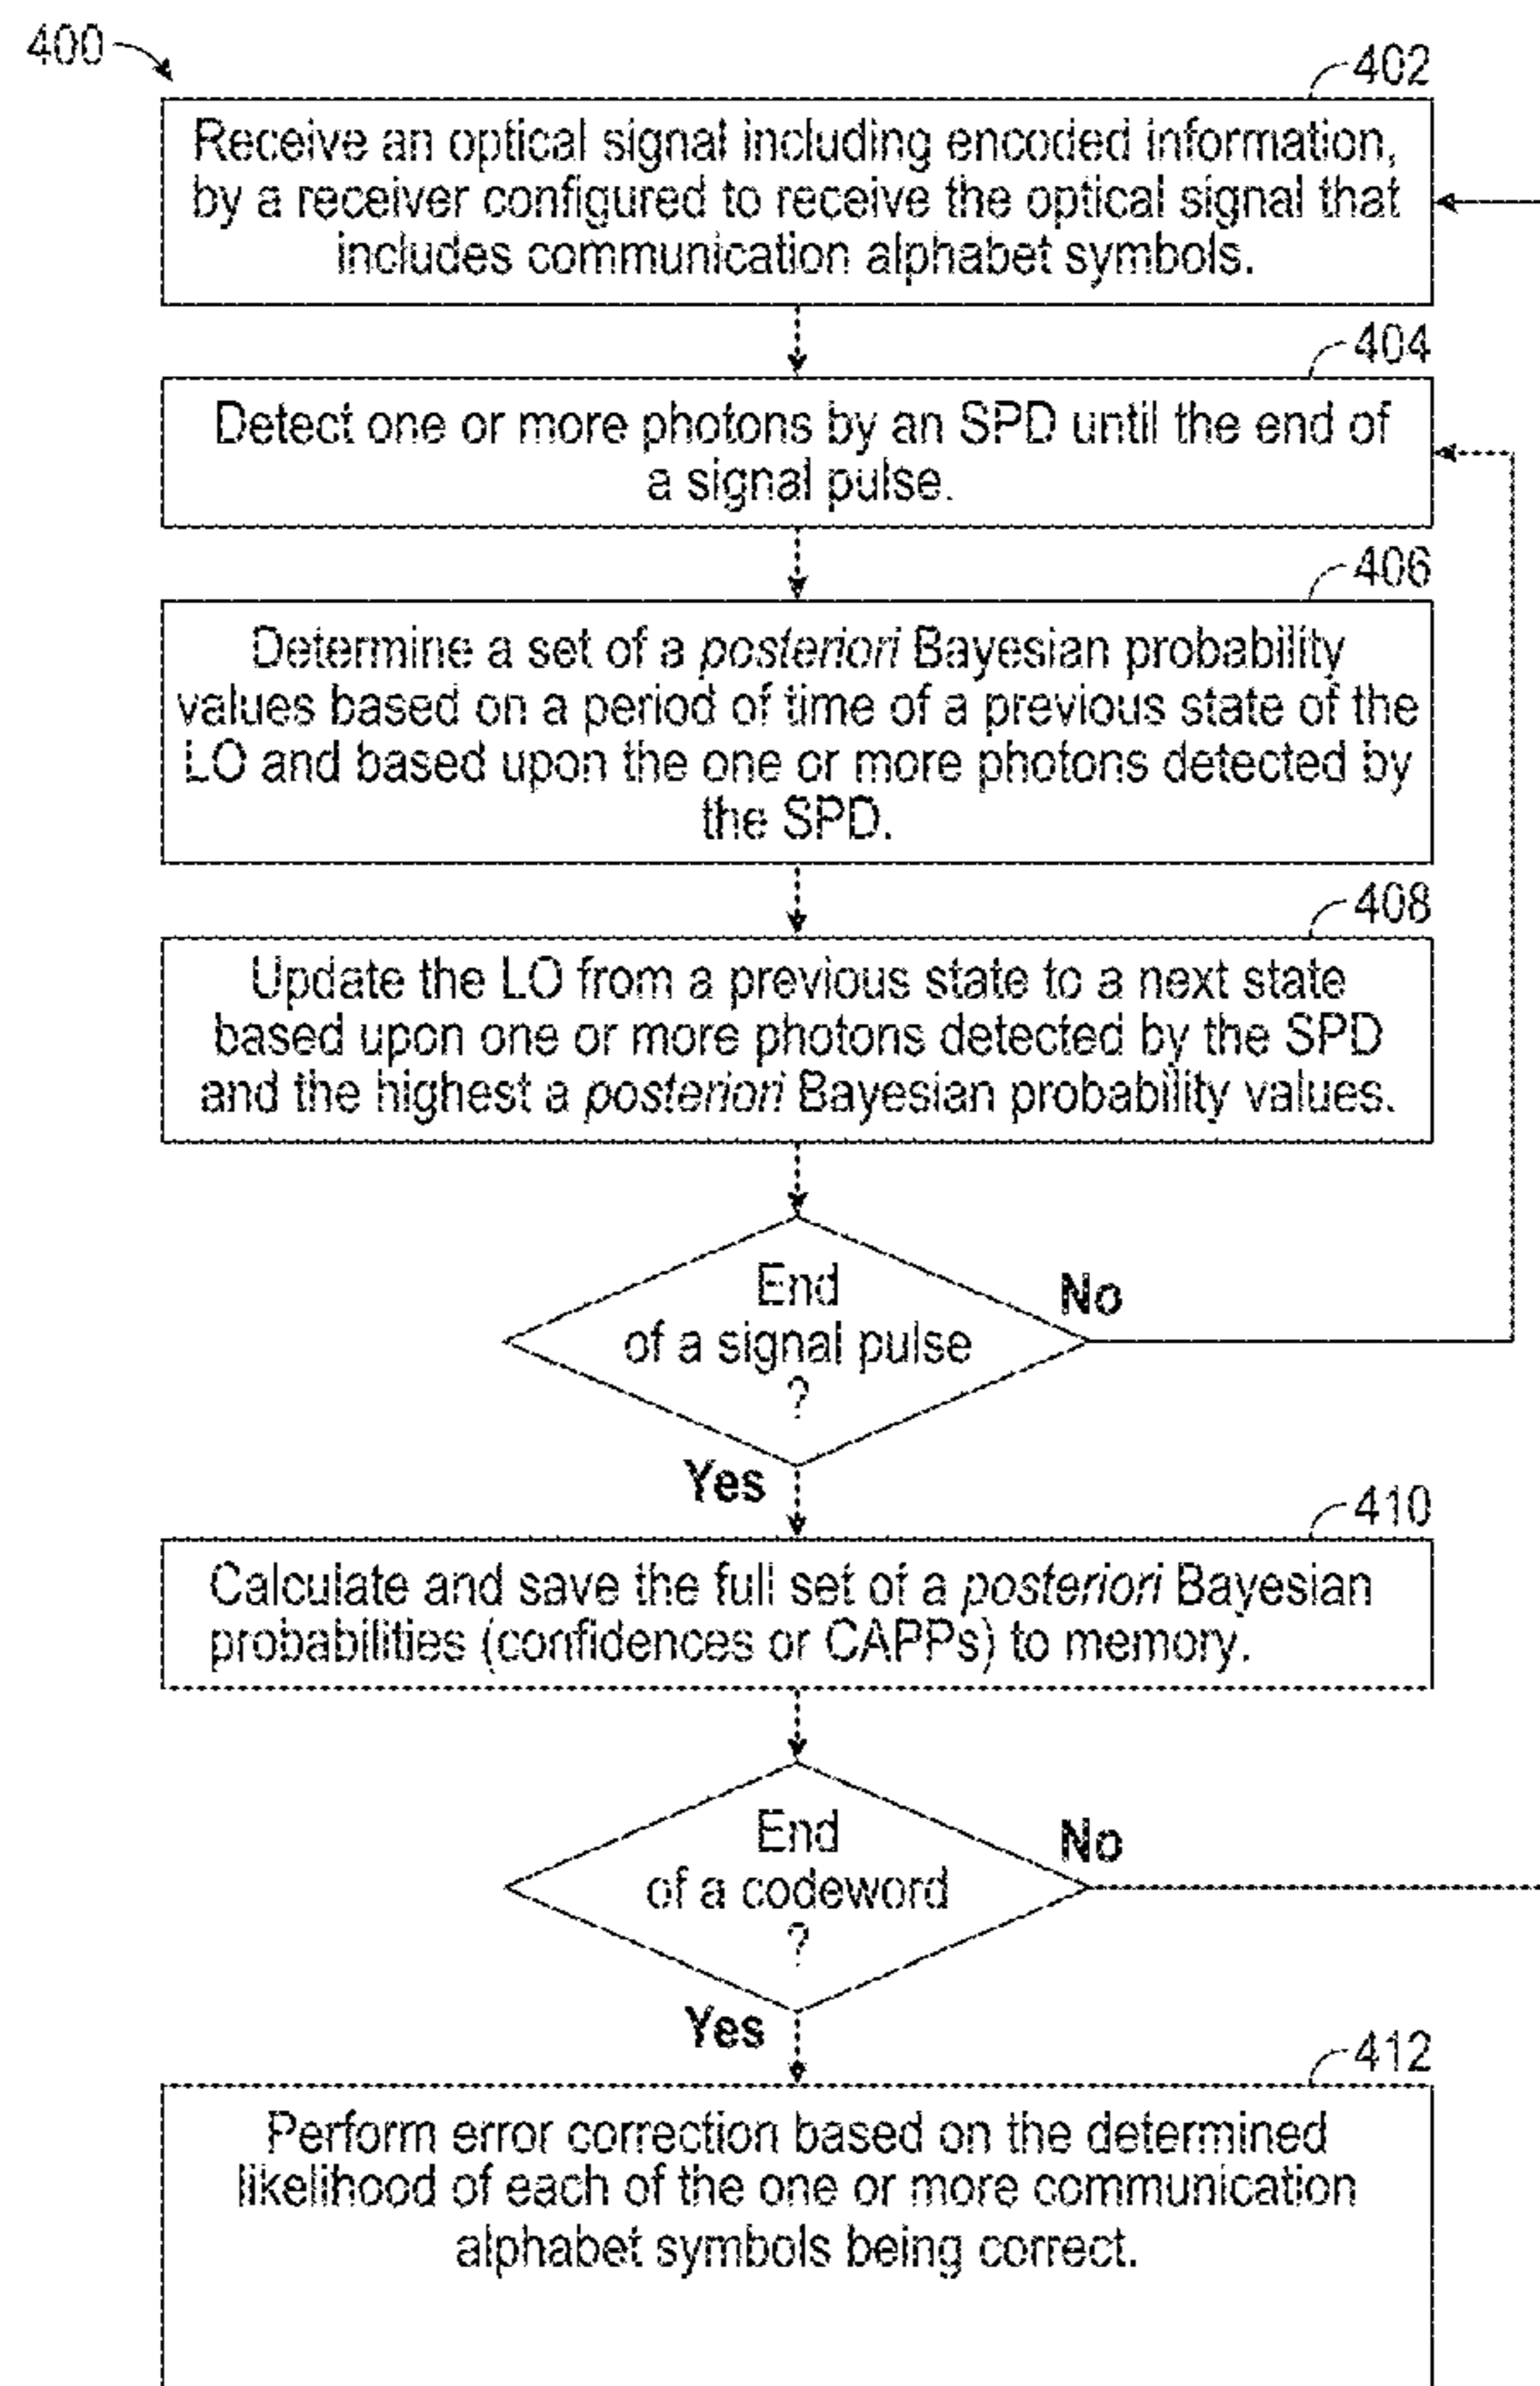 400
402
Receive an optical signal including encoded information,
by a receiver configured to receive the optical signal that
includes communication alphabet symbols.
404
Detect one or more photons by an SPD until the end of
a signal pulse.
406
Determine a set of a posteriori Bayesian probability
values based on a period of time of a previous state of the
LO and based upon the one or more photons detected by
the SPD.
408
Update the LO from a previous state to a next state
based upon one or more photons detected by the SPD
and the highest a posteriori Bayesian probability values.
End
of a signal pulse
?
No
Yes
410
Calculate and save the full set of a posteriori Bayesian
probabilities (confidences or CAPPs) to memory.
End
of a codeword
?
No
Yes
412
Perform error correction based on the determined
likelihood of each of the one or more communication
alphabet symbols being correct.